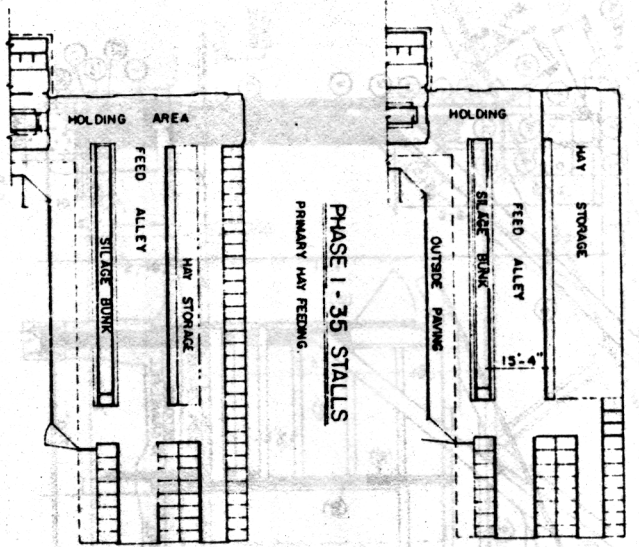 HOLDING AREA
FEED ALLEY
SILAGE BUNK
HAY STORAGE
PHASE I - 35 STALLS
PRIMARY HAY FEEDING.
HOLDING
HAY STORAGE
FEED ALLEY
SILAGE BUNK
OUTSIDE PAVING
15'-4"